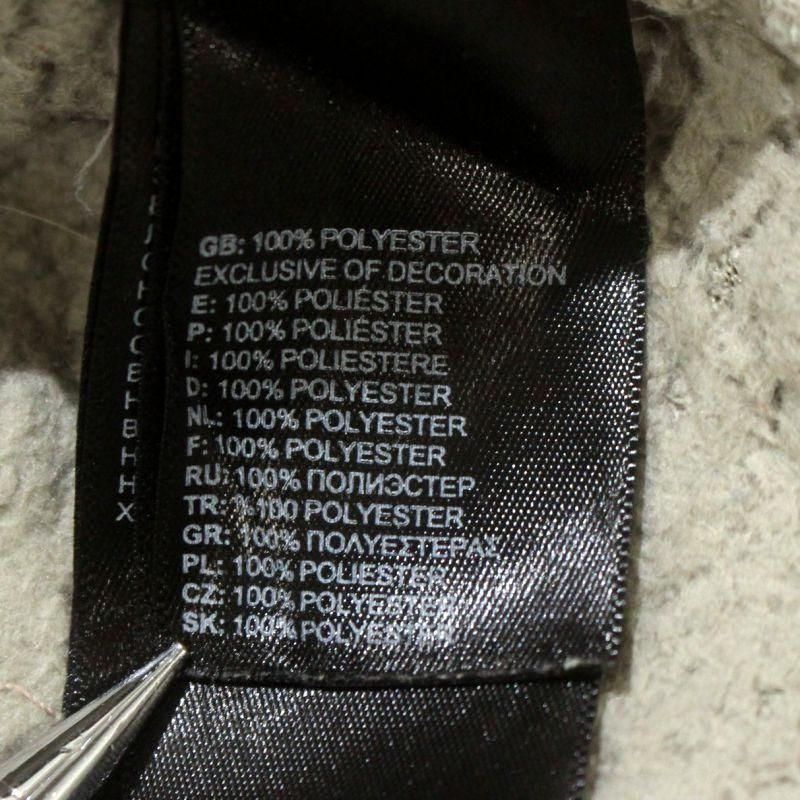 GB: 100% POLYESTER
EXCLUSIVE OF DECORATION
E: 100% POLIÉSTER
P: 100% POLIÉSTER
I: 100% POLIESTERE
D: 100% POLYESTER
NL: 100% POLYESTER
F: 100% POLYESTER
RU: 100% ПОЛИЭСТЕР
TR: %100 POLYESTER
GR: 100% ΠΟΛΥΕΣΤΕΡΑΣ
PL: 100% POLIESTER
CZ: 100% POLYESTER
SK: 100% POLYESTER